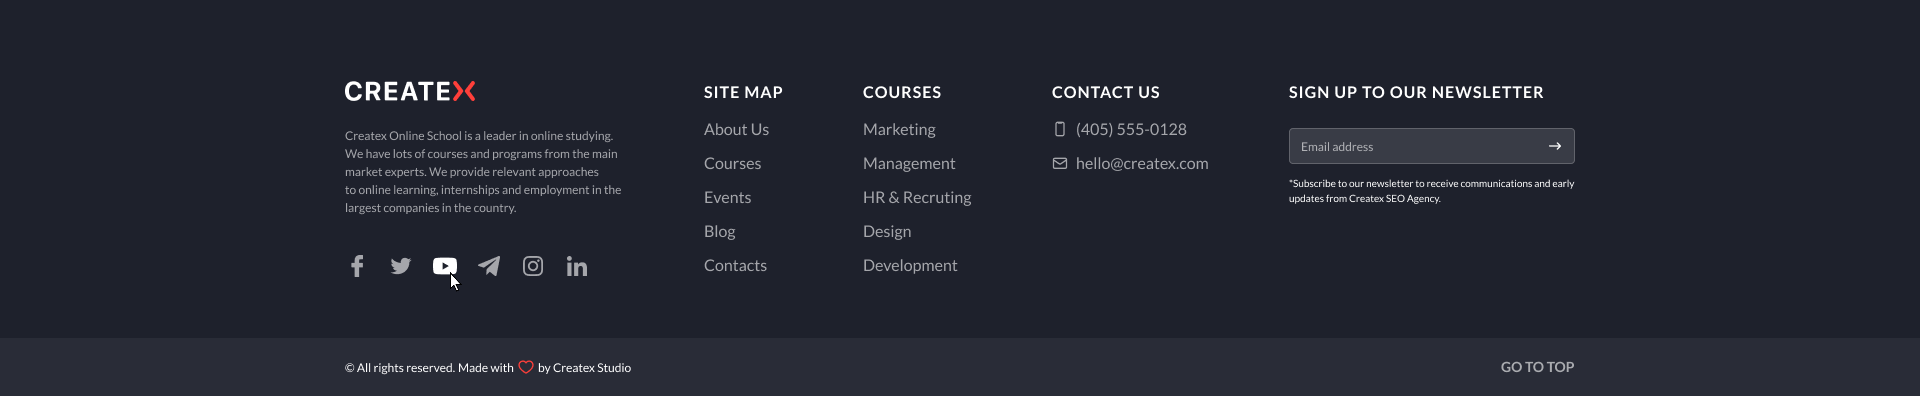 CREATEX
Createx Online School is a leader in online studying.
We have lots of courses and programs from the main
market experts. We provide relevant approaches
to online learning, internships and employment in the
largest companies in the country.
SITE MAP
About Us
Courses
Events
Blog
Contacts
COURSES
Marketing
Management
HR & Recruting
Design
Development
CONTACT US
(405) 555-0128
hello@createx.com
SIGN UP TO OUR NEWSLETTER
Email address
*Subscribe to our newsletter to receive communications and early
updates from Createx SEO Agency.
© All rights reserved. Made with by Createx Studio
GO TO TOP